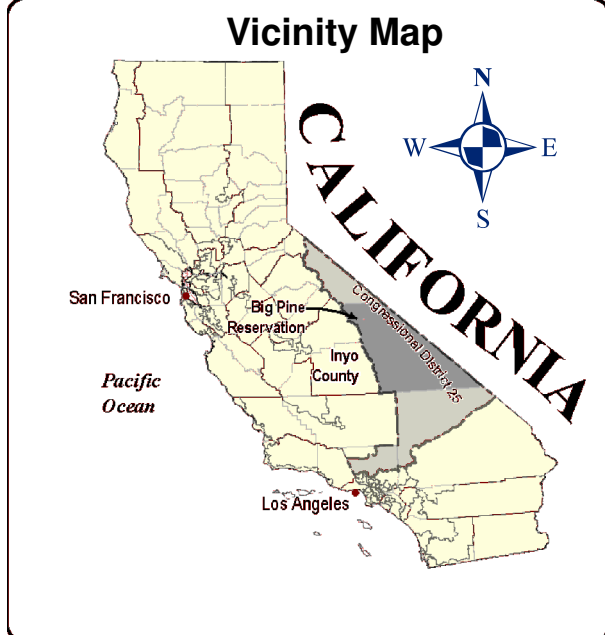 Vicinity Map
N
W E
S
CALIFORNIA
San Francisco
Big Pine
Reservation
Congressional District 25
Inyo
County
Pacific
Ocean
Los Angeles